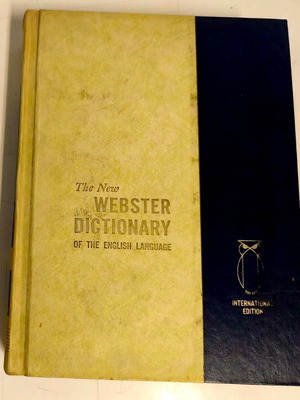 The New
WEBSTER
DICTIONARY
OF THE ENGLISH LANGUAGE
INTERNATIONAL
EDITION